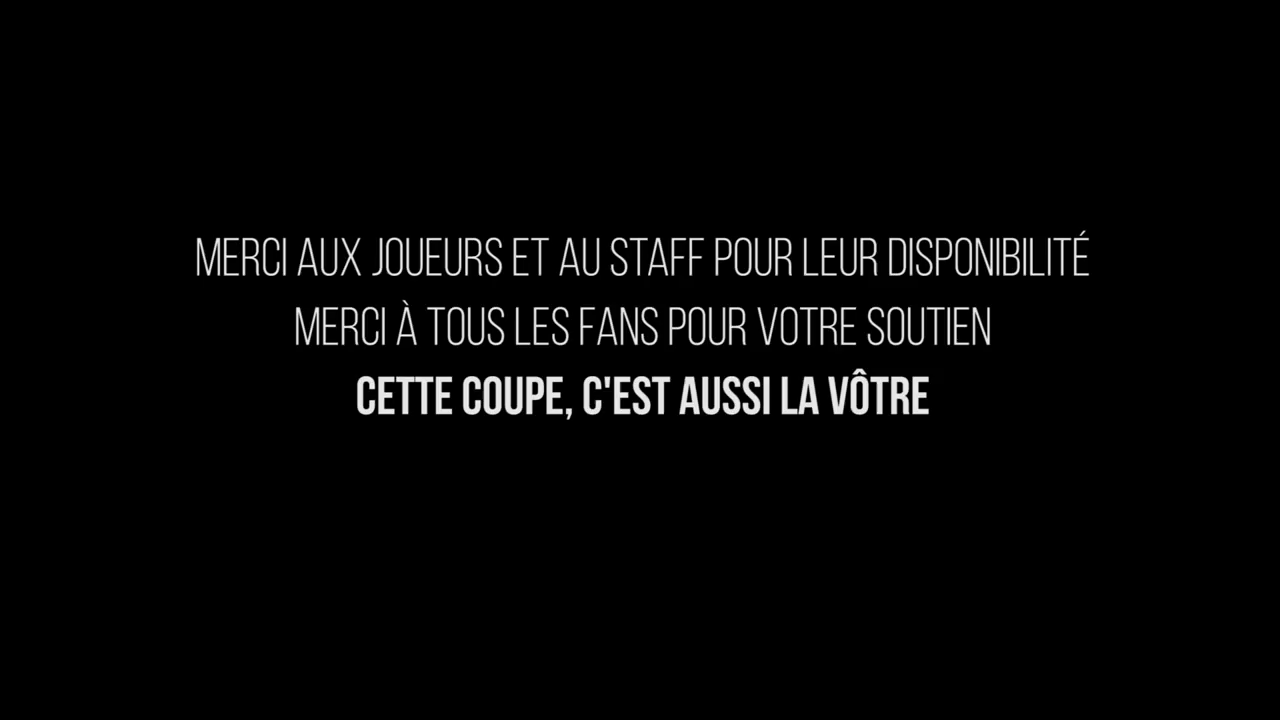 MERCI AUX JOUEURS ET AU STAFF POUR LEUR DISPONIBILITÉ
MERCI À TOUS LES FANS POUR VOTRE SOUTIEN
CETTE COUPE, C'EST AUSSI LA VÔTRE